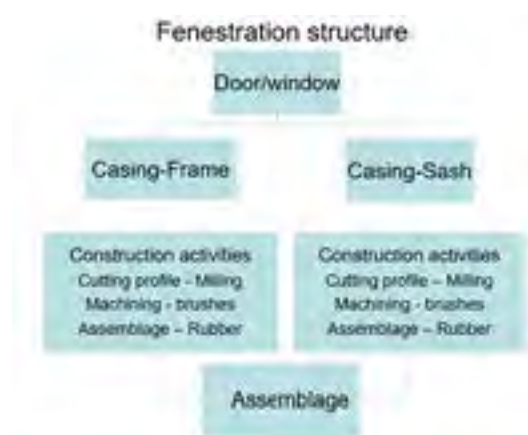 Fenestration structure
Door/window
Casing-Frame
Casing-Sash
Construction activities
Cutting profile - Milling
Machining - brushes
Assemblage – Rubber
Construction activities
Cutting profile – Milling
Machining - brushes
Assemblage – Rubber
Assemblage